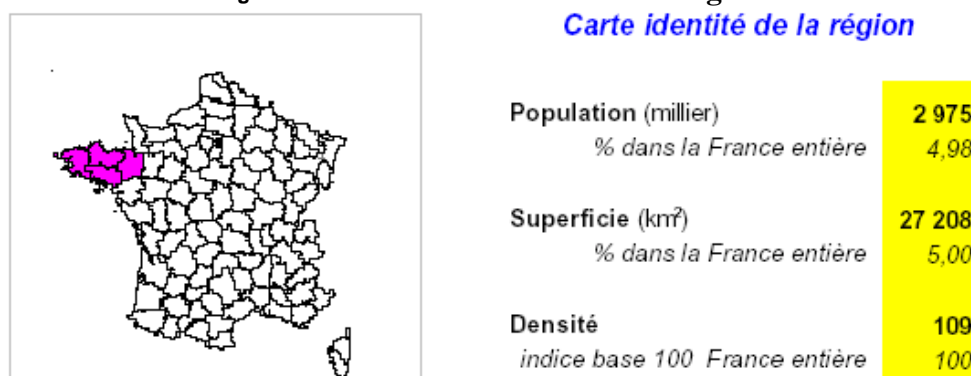 Carte identité de la région
Population (millier) 2 975
% dans la France entière 4,98
Superficie (km²) 27 208
% dans la France entière 5,00
Densité 109
indice base 100 France entière 100